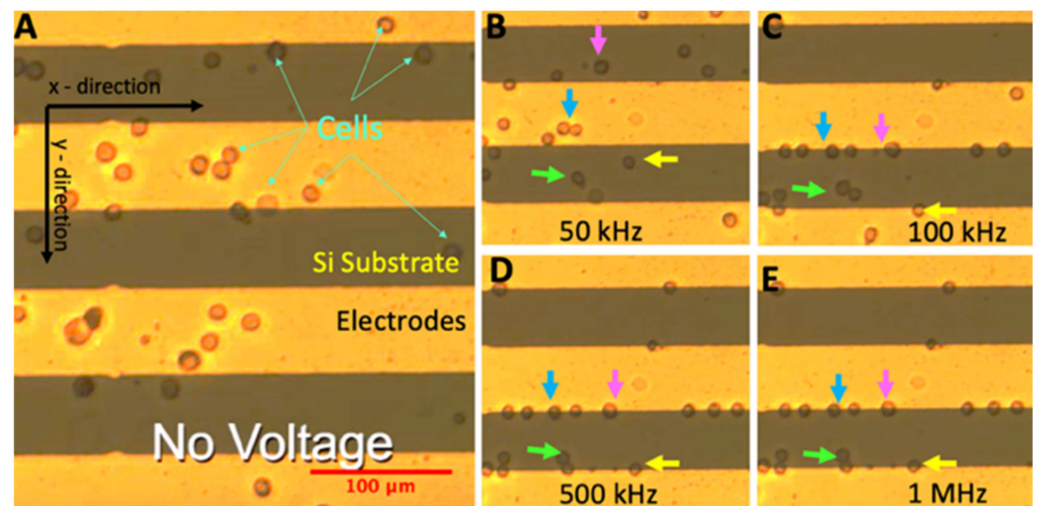 A
x - direction
y - direction
Cells
Si Substrate
Electrodes
No Voltage
100 µm
B
50 kHz
C
100 kHz
D
500 kHz
E
1 MHz